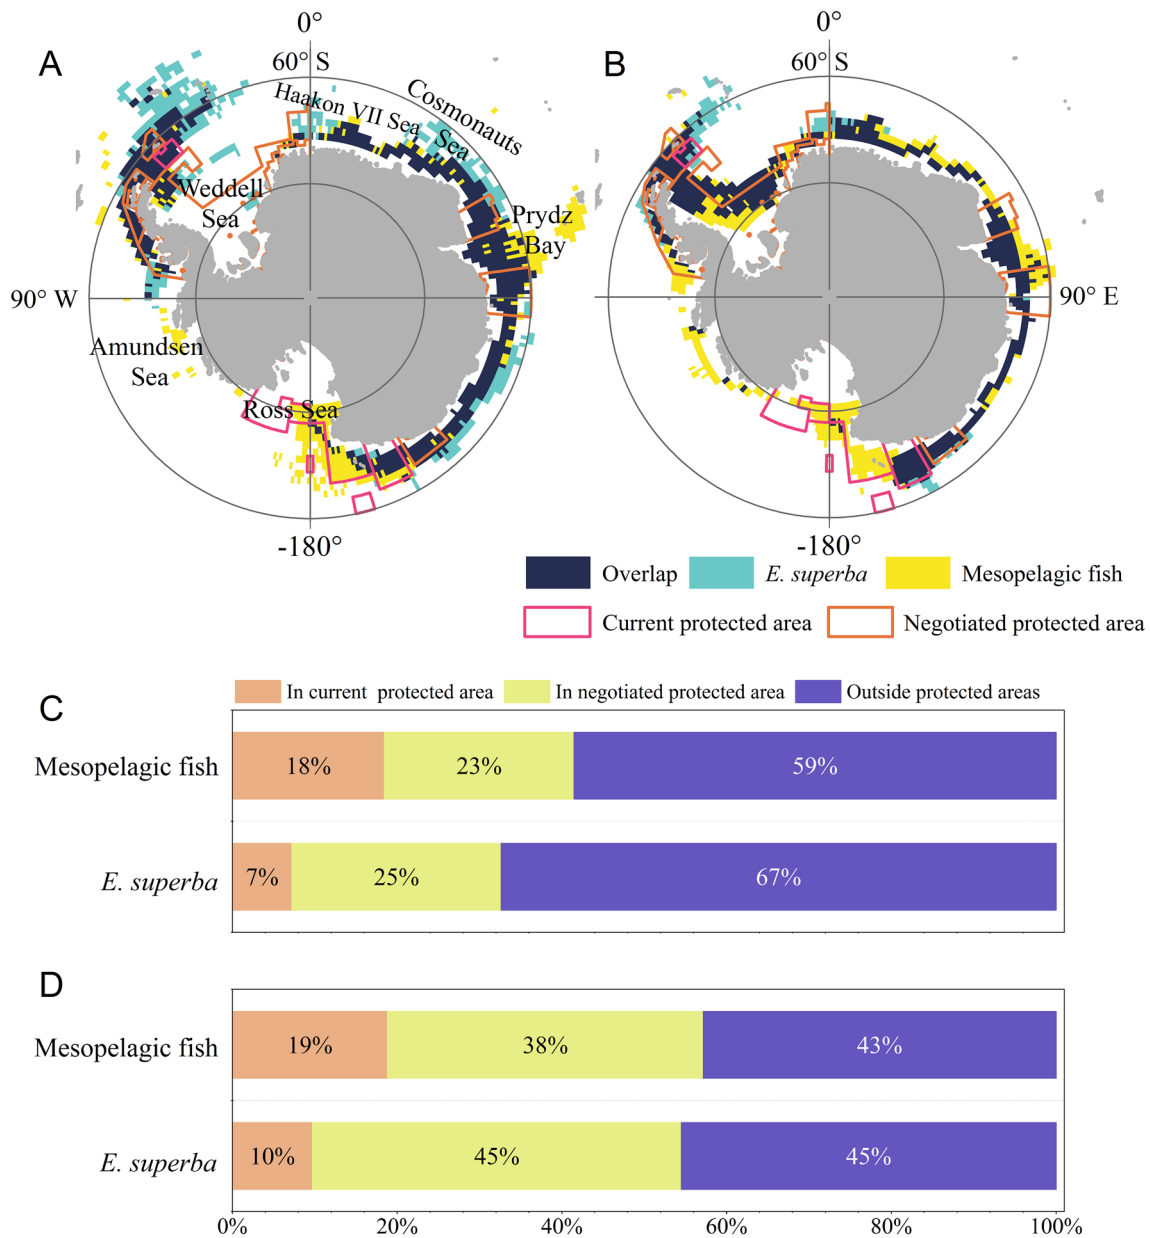 0°
0°
A
60° S
B
60° S
Haakon VII Sea
Cosmonauts
Sea
Weddell
Sea
Prydz
Bay
90° W
90° E
Amundsen
Sea
Ross Sea
-180°
-180°
Overlap
E. superba
Mesopelagic fish
Current protected area
Negotiated protected area
In current protected area
In negotiated protected area
Outside protected areas
C
Mesopelagic fish
18%
23%
59%
E. superba
7%
25%
67%
D
Mesopelagic fish
19%
38%
43%
E. superba
10%
45%
45%
0%
20%
40%
60%
80%
100%